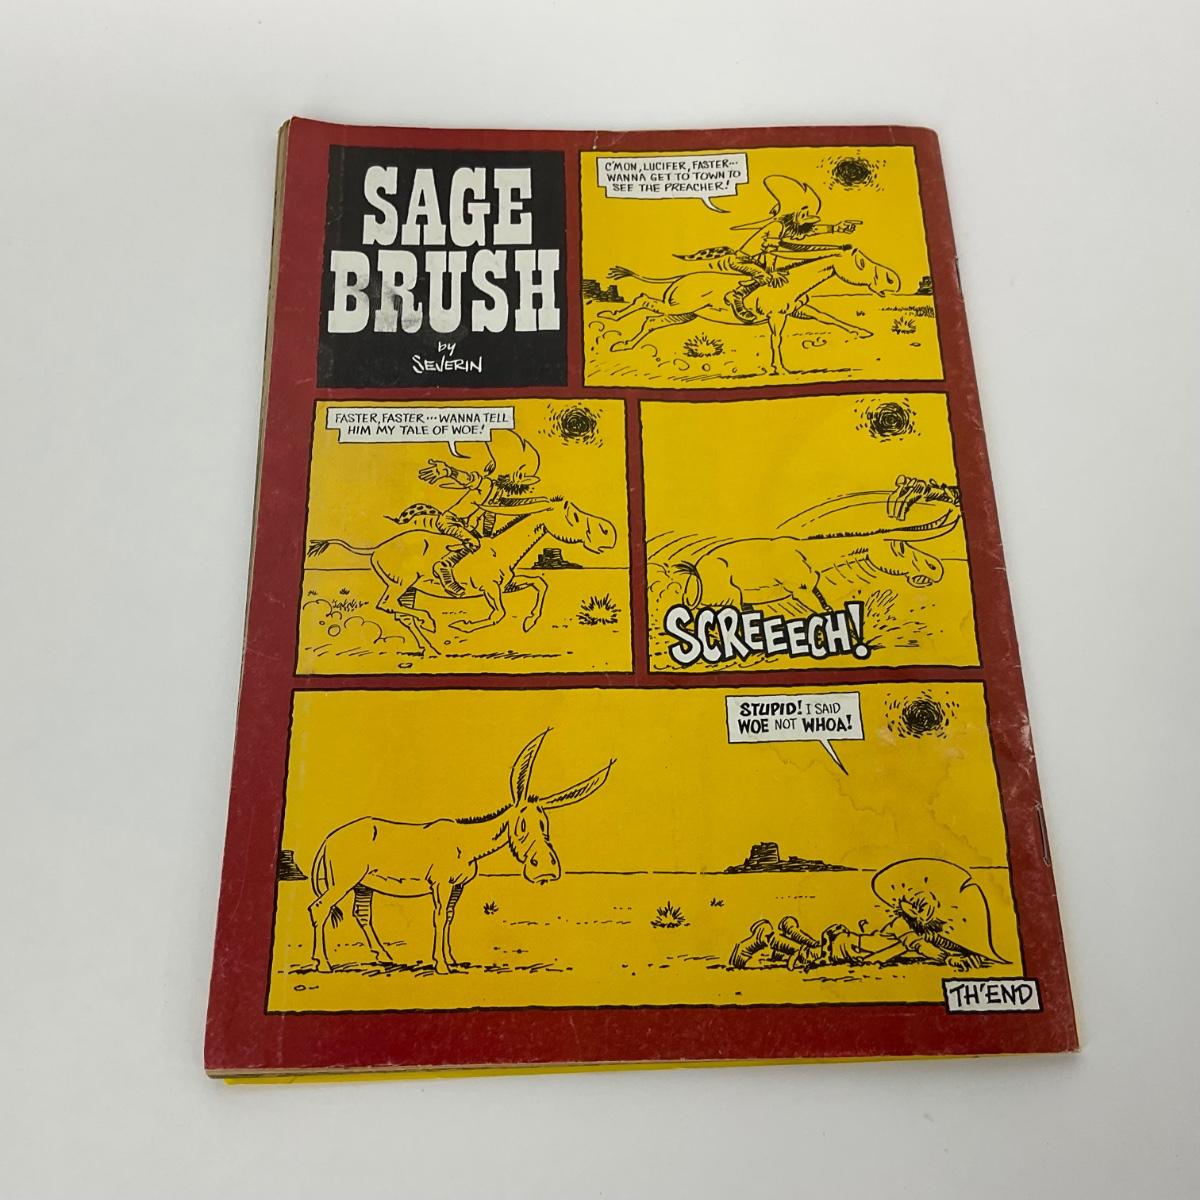 SAGE
BRUSH
by
SEVERIN
C'MON, LUCIFER, FASTER...
WANNA GET TO TOWN TO
SEE THE PREACHER!
FASTER, FASTER... WANNA TELL
HIM MY TALE OF WOE!
SCREEECH!
STUPID! I SAID
WOE NOT WHOA!
TH'END